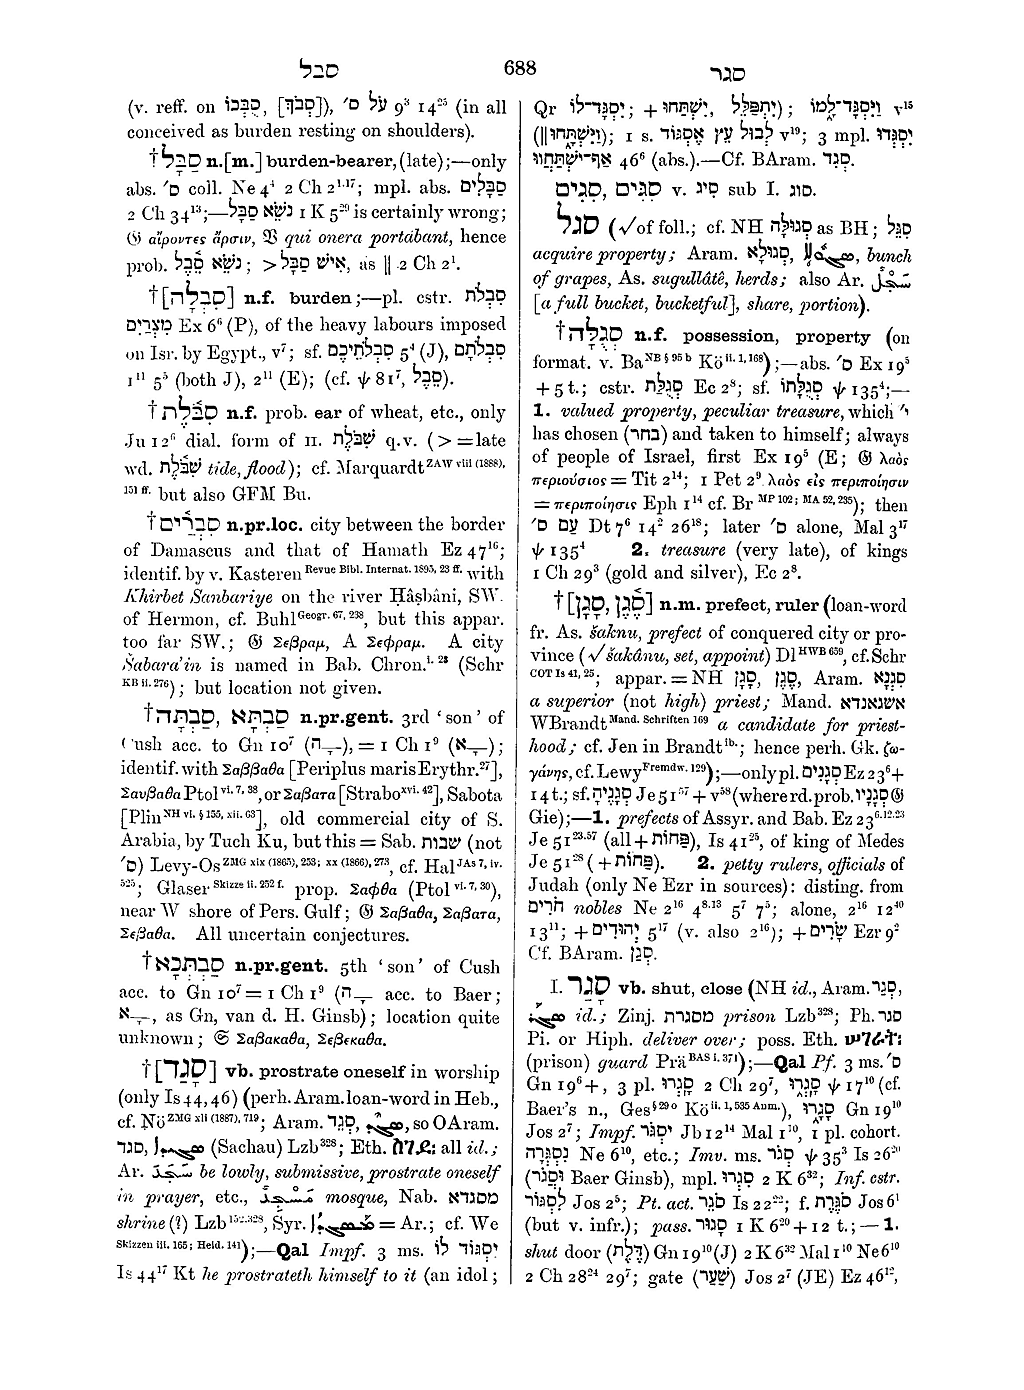 סבל
688
סגר
(v. reff. on סֻבְּכוֹ, [סְבֹךְ]), עַל ס׳ 9³ 14²⁵ (in all
conceived as burden resting on shoulders).
†סַבָּל n.[m.] burden-bearer, (late);—only
abs. ס׳ coll. Ne 4⁴ 2 Ch 2¹·¹⁷; mpl. abs. סַבָּלִים
2 Ch 34¹³;—נֹשֵׂא סַבָּל 1 K 5²⁹ is certainly wrong;
𝔊 αἴροντες ἄρσιν, 𝔙 qui onera portabant, hence
prob. נֹשֵׂא סֵבֶל; > אִישׁ סַבָּל, as ‖ 2 Ch 2¹.
†[סִבְלָה] n.f. burden;—pl. cstr. סִבְלֹת
מִצְרַיִם Ex 6⁶ (P), of the heavy labours imposed
on Isr. by Egypt., v⁷; sf. סִבְלֹתֵיכֶם 5⁴ (J), סִבְלֹתָם
1¹¹ 5⁵ (both J), 2¹¹ (E); (cf. ψ 81⁷, סֵבֶל).
†סִבֹּלֶת n.f. prob. ear of wheat, etc., only
Ju 12⁶ dial. form of II. שִׁבֹּלֶת q.v. (> = late
wd. שִׁבֹּלֶת tide, flood); cf. Marquardt ZAW viii (1888),
151 ff. but also GFM Bu.
†סִבְרַיִם n.pr.loc. city between the border
of Damascus and that of Hamath Ez 47¹⁶;
identif. by v. Kasteren Revue Bibl. Internat. 1895, 23 ff. with
Khirbet Sanbariye on the river Ḥâṣbâni, SW.
of Hermon, cf. Buhl Geogr. 67, 238, but this appar.
too far SW.; 𝔊 Σεβραμ, A Σεφραμ. A city
Šabara’in is named in Bab. Chron. i. 28 (Schr
KB ii. 276); but location not given.
†סַבְתָּה, סַבְתָּא n.pr.gent. 3rd ‘son’ of
Cush acc. to Gn 10⁷ (־ָה), = 1 Ch 1⁹ (־ָא);
identif. with Σαββαθα [Periplus maris Erythr.²⁷],
Σαυβαθα Ptol vi. 7, 38, or Σαβατα [Strabo xvi. 42], Sabota
[Plin NH vi. § 155, xii. 63], old commercial city of S.
Arabia, by Tuch Ku, but this = Sab. שבות (not
ס׳) Levy-Os ZMG xix (1865), 253; xx (1866), 273, cf. Hal JAs 7, iv.
525; Glaser Skizze ii. 252 f. prop. Σαφθα (Ptol vi. 7, 30),
near W shore of Pers. Gulf; 𝔊 Σαβαθα, Σαβατα,
Σεβαθα. All uncertain conjectures.
†סַבְתְּכָא n.pr.gent. 5th ‘son’ of Cush
acc. to Gn 10⁷ = 1 Ch 1⁹ (־ָה acc. to Baer;
־ָא, as Gn, van d. H. Ginsb); location quite
unknown; 𝔊 Σαβακαθα, Σεβεκαθα.
†[סָגַד] vb. prostrate oneself in worship
(only Is 44, 46) (perh. Aram. loan-word in Heb.,
cf. Nö ZMG xli (1887), 719; Aram. סְגַד, so OAram.
סגד, (Sachau) Lzb³²⁸; Eth. all id.;
Ar. be lowly, submissive, prostrate oneself
in prayer, etc., mosque, Nab. מסגדא
shrine (?) Lzb 152.328, Syr. = Ar.; cf. We
Skizzen iii. 165; Heid. 141);—Qal Impf. 3 ms. יִסְגּוֹד לוֹ
Is 44¹⁷ Kt he prostrateth himself to it (an idol;
Qr יִסְגָּד־לוֹ; + יִשְׁתַּחוּ, יִתְפַּלֵּל); וַיִּסְגָּד־לָמוֹ v¹⁵
(‖ וַיִּשְׁתָּחוּ); 1 s. לְבוּל עֵץ אֶסְגּוֹד v¹⁹; 3 mpl. יִסְגְּדוּ
אַף־יִשְׁתַּחֲווּ 46⁶ (abs.).—Cf. BAram. סְגִד.
סִגִים, סִגִּים v. סיג sub I. סוג.
סגל (√ of foll.; cf. NH סְגוּלָּה as BH; סִגֵּל
acquire property; Aram. סְגוּלָא, bunch
of grapes, As. sugullâtê, herds; also Ar.
[a full bucket, bucketful], share, portion).
†סְגֻלָּה n.f. possession, property (on
format. v. Ba NB § 95 b Kö ii. 1, 168);—abs. ס׳ Ex 19⁵
+ 5 t.; cstr. סְגֻלַּת Ec 2⁸; sf. סְגֻלָּתוֹ ψ 135⁴;—
1. valued property, peculiar treasure, which י׳
has chosen (בחר) and taken to himself; always
of people of Israel, first Ex 19⁵ (E; 𝔊 λαὸς
περιούσιος = Tit 2¹⁴; 1 Pet 2⁹ λαὸς εἰς περιποίησιν
= περιποίησις Eph 1¹⁴ cf. Br MP 102; MA 52, 235); then
עַם ס׳ Dt 7⁶ 14² 26¹⁸; later ס׳ alone, Mal 3¹⁷
ψ 135⁴ 2. treasure (very late), of kings
1 Ch 29³ (gold and silver), Ec 2⁸.
†[סֶגֶן, סָגָן] n.m. prefect, ruler (loan-word
fr. As. šaknu, prefect of conquered city or pro-
vince (√ šakânu, set, appoint) Dl HWB 659, cf. Schr
COT Is 41, 25; appar. = NH סֶגֶן, סָגָן, Aram. סִגְנָא
a superior (not high) priest; Mand. אשגאנדא
WBrandt Mand. Schriften 169 a candidate for priest-
hood; cf. Jen in Brandt ib.; hence perh. Gk. ζω-
γάνης, cf. Lewy Fremdw. 129);—only pl. סְגָנִים Ez 23⁶ +
14 t.; sf. סְגָנֶיהָ Je 51⁵⁷ + v⁵⁸ (where rd. prob. סְגָנָיו 𝔊
Gie);—1. prefects of Assyr. and Bab. Ez 23⁶·¹²·²³
Je 51²³·⁵⁷ (all + פַּחוֹת), Is 41²⁵, of king of Medes
Je 51²⁸ (+ פַּחוֹת). 2. petty rulers, officials of
Judah (only Ne Ezr in sources): disting. from
חֹרִים nobles Ne 2¹⁶ 4⁸·¹³ 5⁷ 7⁵; alone, 2¹⁶ 12⁴⁰
13¹¹; + יְהוּדִים 5¹⁷ (v. also 2¹⁶); + שָׂרִים Ezr 9²
Cf. BAram. סְגַן.
I. סָגַר vb. shut, close (NH id., Aram. סְגַר,
id.; Zinj. מסגרת prison Lzb³²⁸; Ph. סגר
Pi. or Hiph. deliver over; poss. Eth.
(prison) guard Prä BAS i. 371);—Qal Pf. 3 ms. ס׳
Gn 19⁶ +, 3 pl. סָגְרוּ 2 Ch 29⁷, סָגְרוּ ψ 17¹⁰ (cf.
Baer’s n., Ges § 29 o Kö ii. 1, 535 Anm.), סָגָרוּ Gn 19¹⁰
Jos 2⁷; Impf. יִסְגֹּר Jb 12¹⁴ Mal 1¹⁰, 1 pl. cohort.
נִסְגְּרָה Ne 6¹⁰, etc.; Imv. ms. סְגֹר ψ 35³ Is 26²⁰
(וּסְגֹר Baer Ginsb), mpl. סִגְרוּ 2 K 6³²; Inf. cstr.
לִסְגּוֹר Jos 2⁵; Pt. act. סֹגֵר Is 22²²; f. סֹגֶרֶת Jos 6¹
(but v. infr.); pass. סָגוּר 1 K 6²⁰ + 12 t.;—1.
shut door (דֶּלֶת) Gn 19¹⁰ (J) 2 K 6³² Mal 1¹⁰ Ne 6¹⁰
2 Ch 28²⁴ 29⁷; gate (שַׁעַר) Jos 2⁷ (JE) Ez 46¹²,